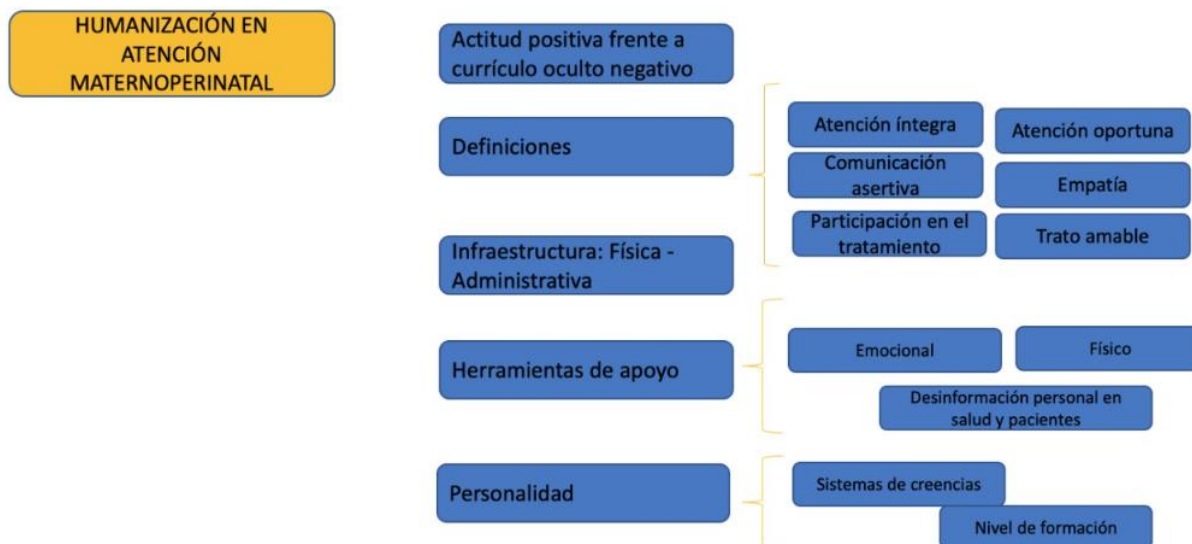 HUMANIZACIÓN EN
ATENCIÓN
MATERNOPERINATAL
Actitud positiva frente a
currículo oculto negativo
Definiciones
Atención íntegra
Atención oportuna
Comunicación
asertiva
Empatía
Participación en el
tratamiento
Trato amable
Infraestructura: Física -
Administrativa
Herramientas de apoyo
Emocional
Físico
Desinformación personal en
salud y pacientes
Personalidad
Sistemas de creencias
Nivel de formación